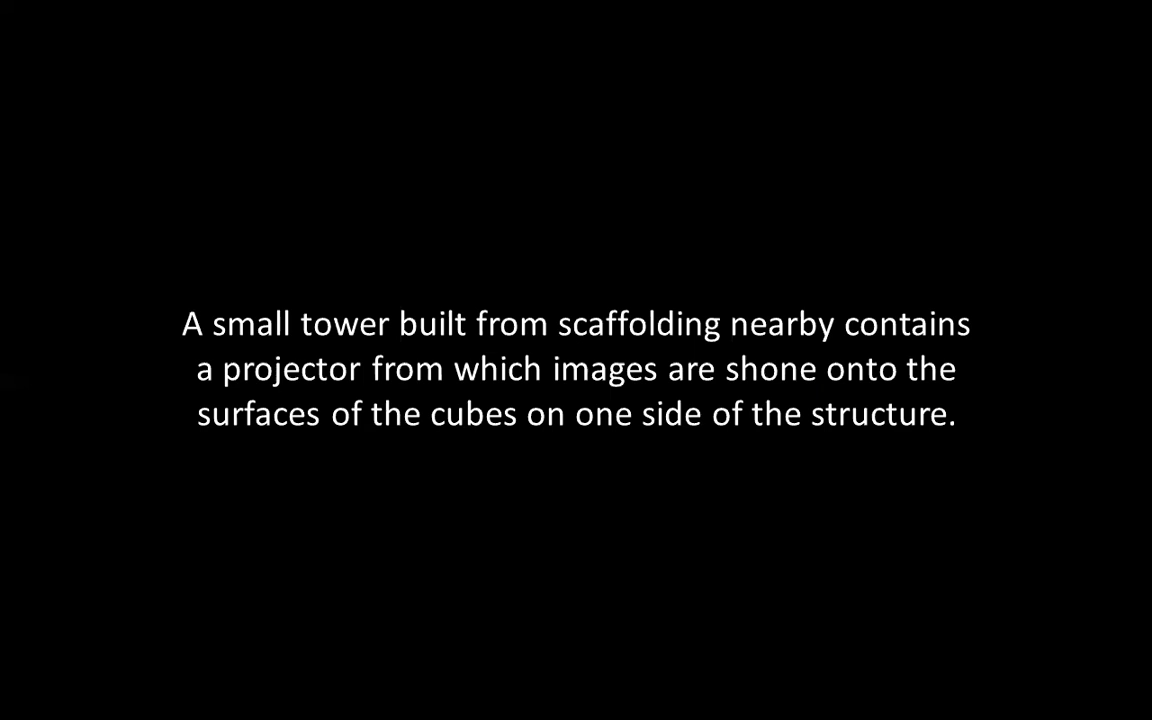 A small tower built from scaffolding nearby contains
a projector from which images are shone onto the
surfaces of the cubes on one side of the structure.